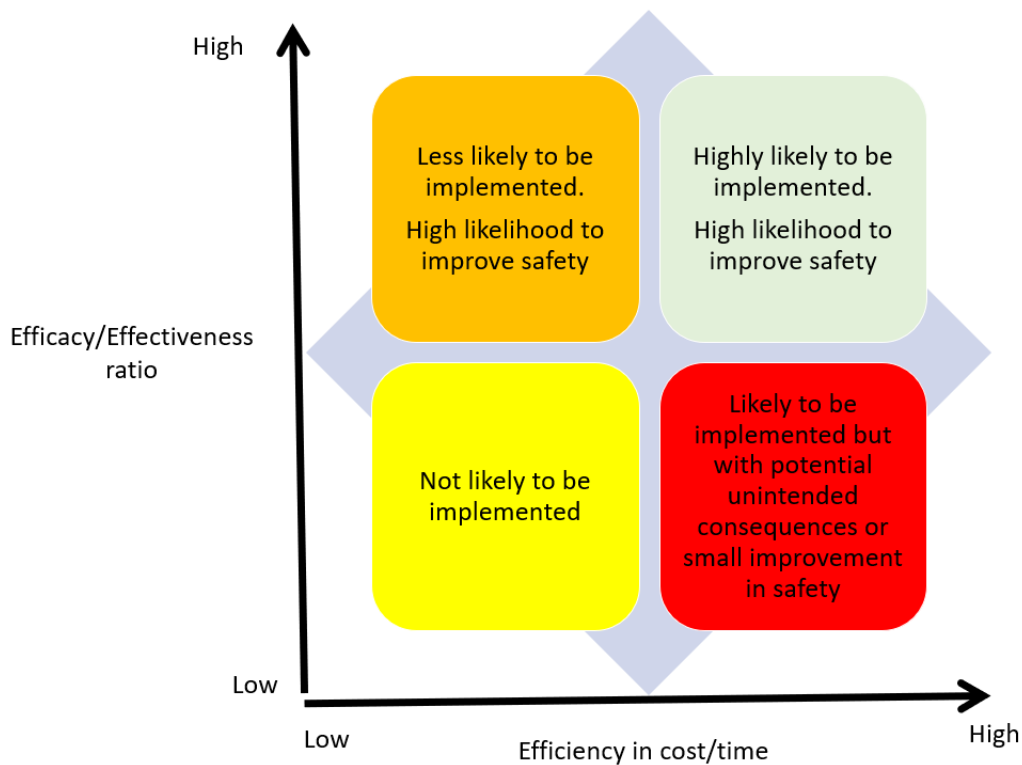 High
Less likely to be
implemented.
High likelihood to
improve safety
Highly likely to be
implemented.
High likelihood to
improve safety
Efficacy/Effectiveness
ratio
Not likely to be
implemented
Likely to be
implemented but
with potential
unintended
consequences or
small improvement
in safety
Low
Low
Efficiency in cost/time
High